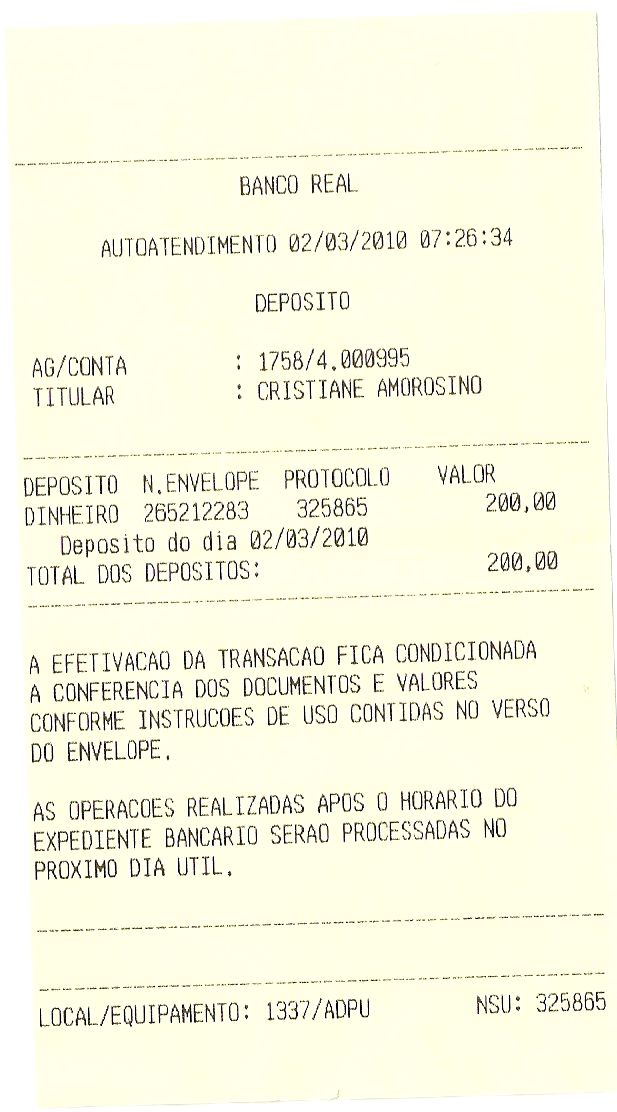 BANCO REAL
AUTOATENDIMENTO 02/03/2010 07:26:34
DEPOSITO
AG/CONTA : 1758/4.000995
TITULAR : CRISTIANE AMOROSINO
DEPOSITO N.ENVELOPE PROTOCOLO VALOR
DINHEIRO 265212283 325865 200,00
Deposito do dia 02/03/2010
TOTAL DOS DEPOSITOS: 200,00
A EFETIVACAO DA TRANSACAO FICA CONDICIONADA
A CONFERENCIA DOS DOCUMENTOS E VALORES
CONFORME INSTRUCOES DE USO CONTIDAS NO VERSO
DO ENVELOPE.
AS OPERACOES REALIZADAS APOS O HORARIO DO
EXPEDIENTE BANCARIO SERAO PROCESSADAS NO
PROXIMO DIA UTIL.
LOCAL/EQUIPAMENTO: 1337/ADPU NSU: 325865